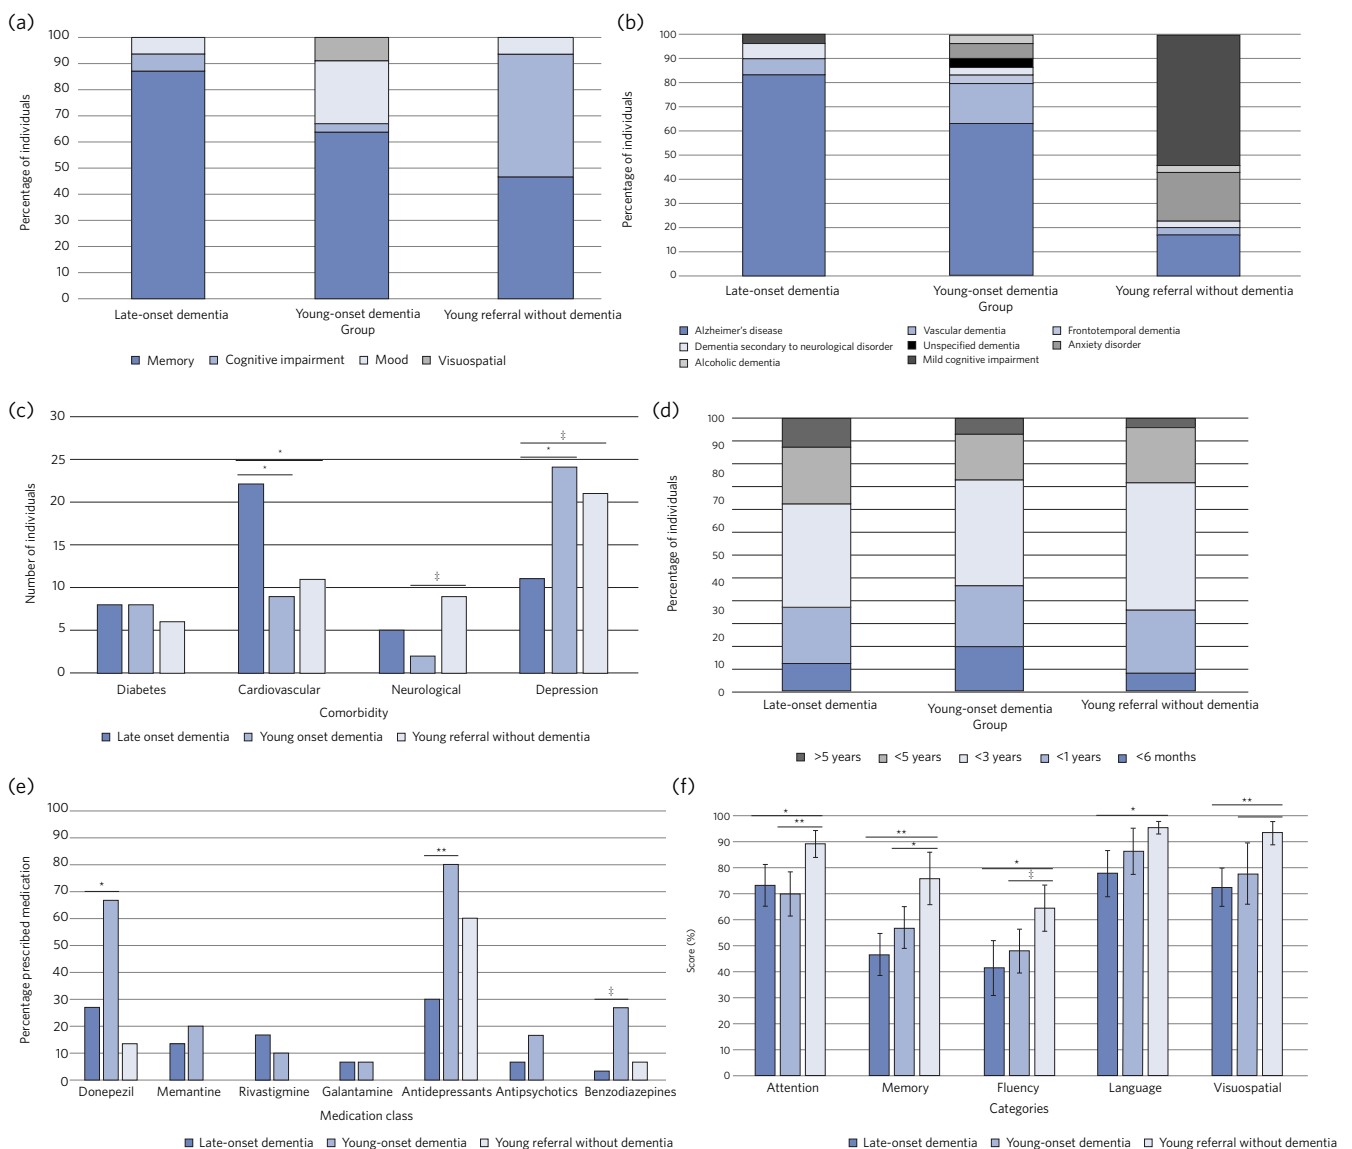 (a)
100
90
80
70
60
50
40
30
20
10
0
Percentage of individuals
Late-onset dementia
Young-onset dementia
Young referral without dementia
Group
Memory
Cognitive impairment
Mood
Visuospatial
(b)
100
90
80
70
60
50
40
30
20
10
0
Percentage of individuals
Late-onset dementia
Young-onset dementia
Young referral without dementia
Group
Alzheimer's disease
Vascular dementia
Frontotemporal dementia
Dementia secondary to neurological disorder
Unspecified dementia
Anxiety disorder
Alcoholic dementia
Mild cognitive impairment
(c)
30
25
20
15
10
5
0
Number of individuals
*
*
‡
‡
*
Diabetes
Cardiovascular
Neurological
Depression
Comorbidity
Late onset dementia
Young onset dementia
Young referral without dementia
(d)
100
90
80
70
60
50
40
30
20
10
0
Percentage of individuals
Late-onset dementia
Young-onset dementia
Young referral without dementia
Group
>5 years
<5 years
<3 years
<1 years
<6 months
(e)
100
90
80
70
60
50
40
30
20
10
0
Percentage prescribed medication
*
**
‡
Donepezil
Memantine
Rivastigmine
Galantamine
Antidepressants
Antipsychotics
Benzodiazepines
Medication class
Late-onset dementia
Young-onset dementia
Young referral without dementia
(f)
100
90
80
70
60
50
40
30
20
10
0
Score (%)
*
**
**
*
*
‡
*
**
Attention
Memory
Fluency
Language
Visuospatial
Categories
Late-onset dementia
Young-onset dementia
Young referral without dementia